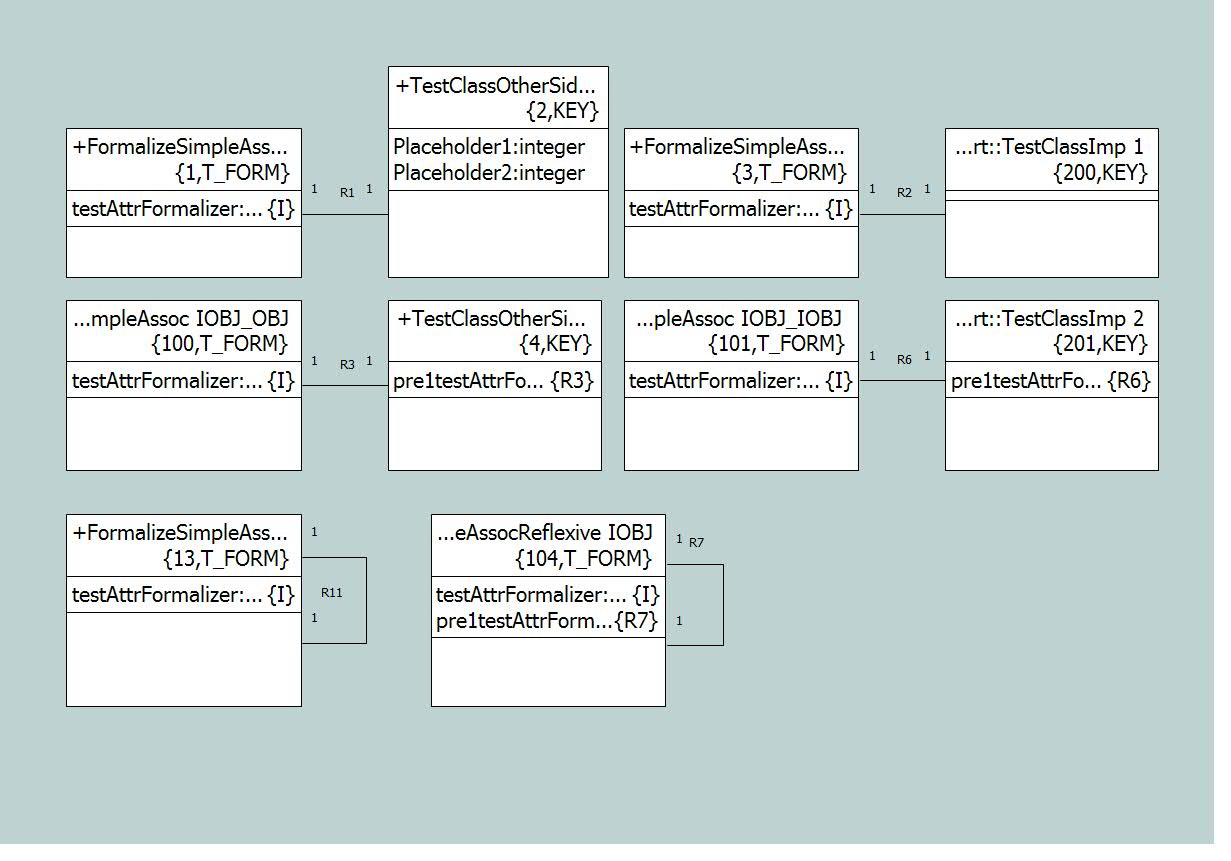 +TestClassOtherSid...
{2,KEY}
Placeholder1:integer
Placeholder2:integer
+FormalizeSimpleAss...
{1,T_FORM}
testAttrFormalizer:... {I}
1 R1 1
+FormalizeSimpleAss...
{3,T_FORM}
testAttrFormalizer:... {I}
1 R2 1
...rt::TestClassImp 1
{200,KEY}
...mpleAssoc IOBJ_OBJ
{100,T_FORM}
testAttrFormalizer:... {I}
1 R3 1
+TestClassOtherSi...
{4,KEY}
pre1testAttrFo... {R3}
...pleAssoc IOBJ_IOBJ
{101,T_FORM}
testAttrFormalizer:... {I}
1 R6 1
...rt::TestClassImp 2
{201,KEY}
pre1testAttrFo... {R6}
+FormalizeSimpleAss...
{13,T_FORM}
testAttrFormalizer:... {I}
1
R11
1
...eAssocReflexive IOBJ
{104,T_FORM}
testAttrFormalizer:... {I}
pre1testAttrForm...{R7}
1 R7
1